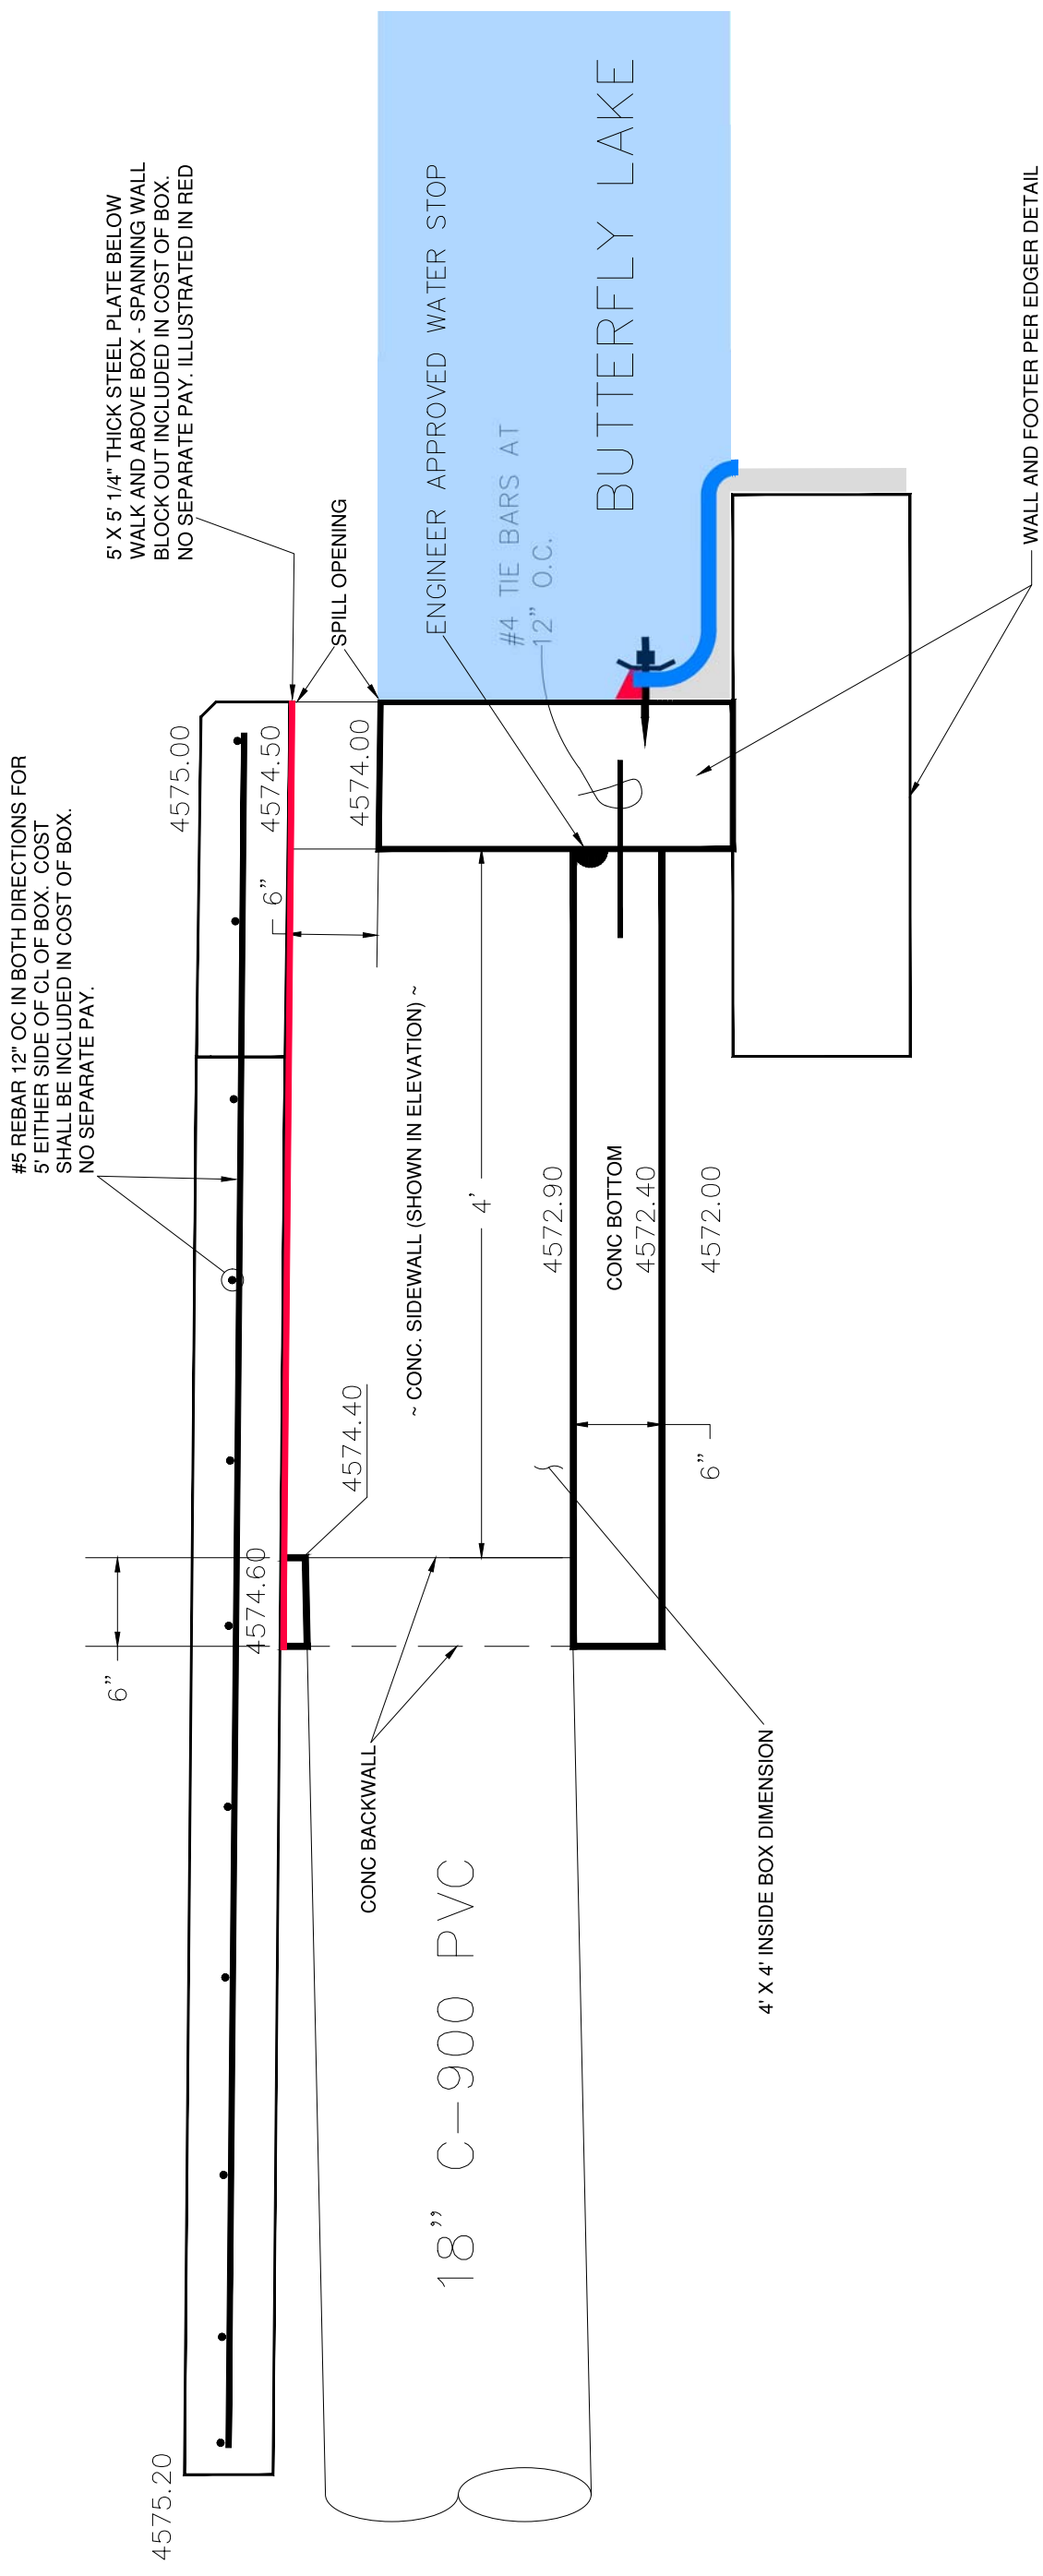 #5 REBAR 12" OC IN BOTH DIRECTIONS FOR
5' EITHER SIDE OF CL OF BOX. COST
SHALL BE INCLUDED IN COST OF BOX.
NO SEPARATE PAY.
5' X 5' 1/4" THICK STEEL PLATE BELOW
WALK AND ABOVE BOX - SPANNING WALL
BLOCK OUT INCLUDED IN COST OF BOX.
NO SEPARATE PAY. ILLUSTRATED IN RED
4575.20
4575.00
6"
4574.60
4574.50
6"
SPILL OPENING
4574.40
4574.00
CONC BACKWALL
~ CONC. SIDEWALL (SHOWN IN ELEVATION) ~
ENGINEER APPROVED WATER STOP
18" C-900 PVC
4'
#4 TIE BARS AT
12" O.C.
4572.90
BUTTERFLY LAKE
CONC BOTTOM
4572.40
6"
4572.00
4' X 4' INSIDE BOX DIMENSION
WALL AND FOOTER PER EDGER DETAIL